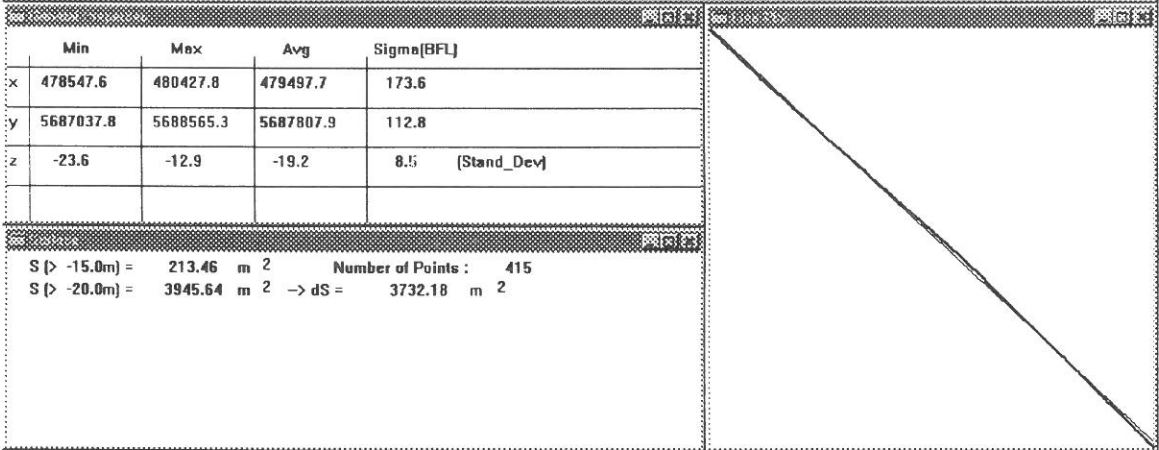 Min Max Avg Sigma(BFL)
x 478547.6 480427.8 479497.7 173.6
y 5687037.8 5688565.3 5687807.9 112.8
z -23.6 -12.9 -19.2 8.5 (Stand_Dev)
S (> -15.0m) = 213.46 m 2 Number of Points : 415
S (> -20.0m) = 3945.64 m 2 -> dS = 3732.18 m 2